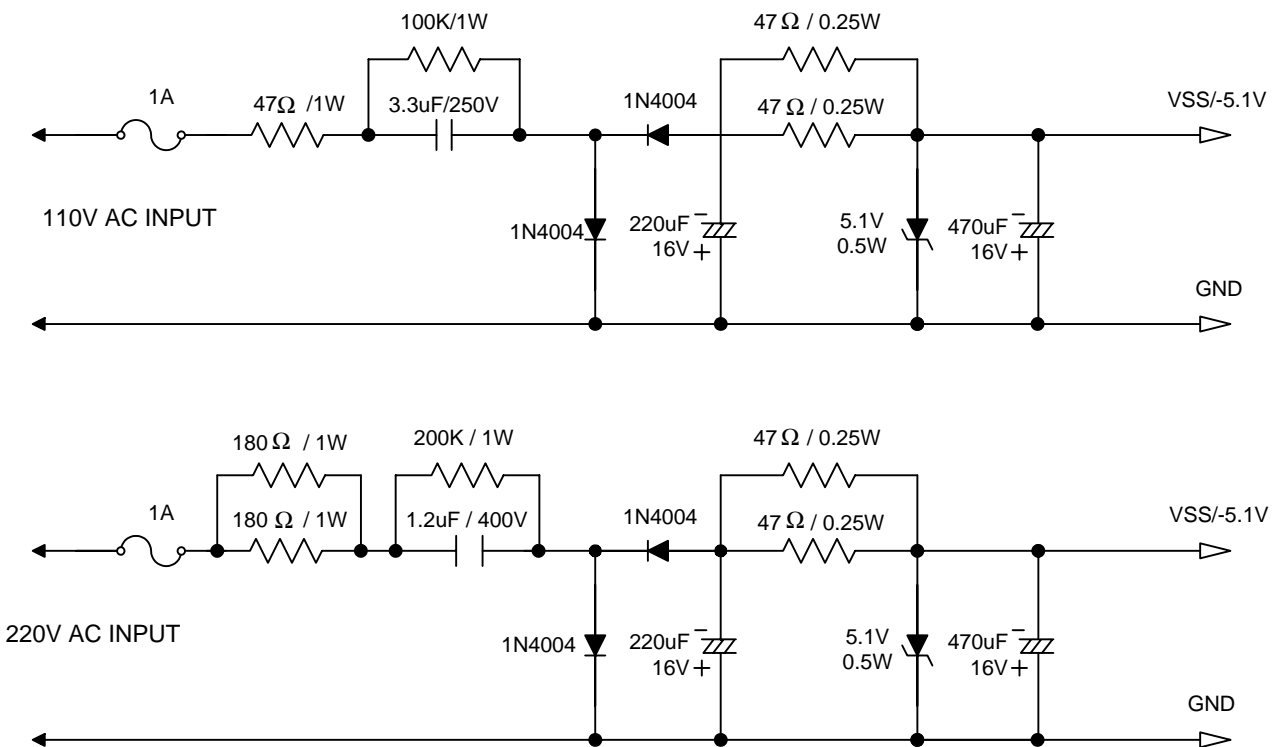 100K/1W
47Ω / 0.25W
1A
47Ω /1W
3.3uF/250V
1N4004
47Ω / 0.25W
VSS/-5.1V
110V AC INPUT
1N4004
220uF
16V
−
+
5.1V
0.5W
470uF
16V
−
+
GND
180Ω / 1W
200K / 1W
47Ω / 0.25W
1A
180Ω / 1W
1.2uF / 400V
1N4004
47Ω / 0.25W
VSS/-5.1V
220V AC INPUT
1N4004
220uF
16V
−
+
5.1V
0.5W
470uF
16V
−
+
GND